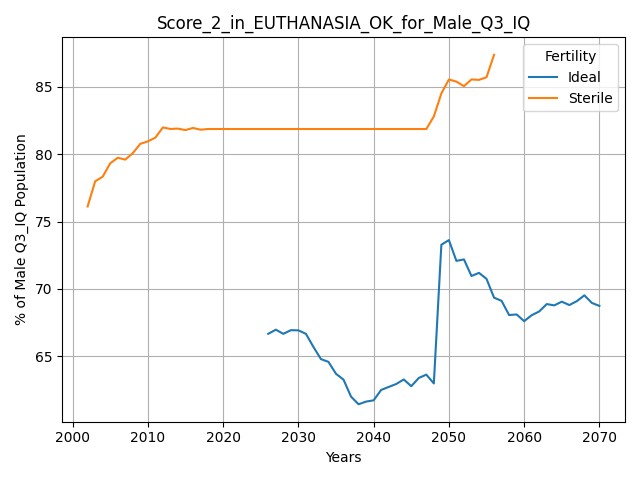 Score_2_in_EUTHANASIA_OK_for_Male_Q3_IQ
% of Male Q3_IQ Population
85
80
75
70
65
Fertility
Ideal
Sterile
2000 2010 2020 2030 2040 2050 2060 2070
Years